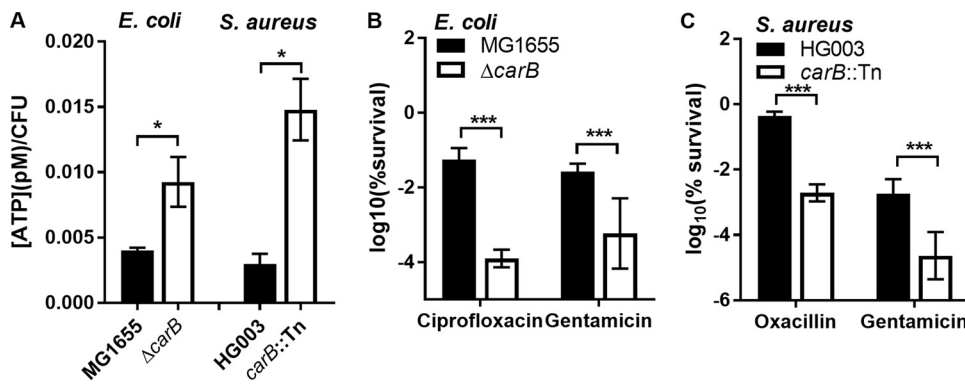 A
E. coli
S. aureus
[ATP](pM)/CFU
0.020
0.015
0.010
0.005
0.000
*
*
MG1655
ΔcarB
HG003
carB::Tn
B
E. coli
MG1655
ΔcarB
log10(%survival)
2
0
-2
-4
***
***
Ciprofloxacin Gentamicin
C
S. aureus
HG003
carB::Tn
log₁₀(% survival)
2
0
-2
-4
-6
***
***
Oxacillin Gentamicin